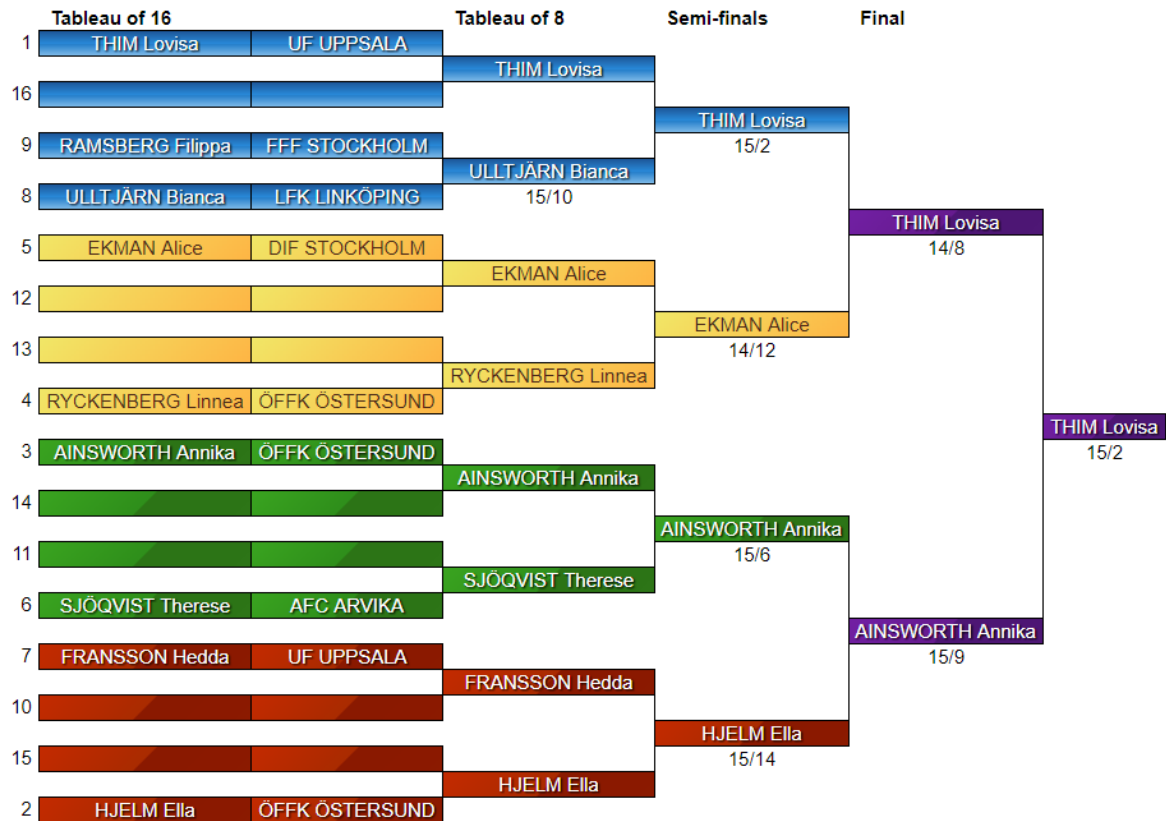 Tableau of 16 Tableau of 8 Semi-finals Final
1 THIM Lovisa UF UPPSALA
THIM Lovisa
16
THIM Lovisa
15/2
9 RAMSBERG Filippa FFF STOCKHOLM
ULLTJÄRN Bianca
15/10
8 ULLTJÄRN Bianca LFK LINKÖPING
THIM Lovisa
14/8
5 EKMAN Alice DIF STOCKHOLM
EKMAN Alice
12
EKMAN Alice
14/12
13
RYCKENBERG Linnea
4 RYCKENBERG Linnea ÖFFK ÖSTERSUND
THIM Lovisa
15/2
3 AINSWORTH Annika ÖFFK ÖSTERSUND
AINSWORTH Annika
14
AINSWORTH Annika
15/6
11
SJÖQVIST Therese
6 SJÖQVIST Therese AFC ARVIKA
AINSWORTH Annika
15/9
7 FRANSSON Hedda UF UPPSALA
FRANSSON Hedda
10
HJELM Ella
15/14
15
HJELM Ella
2 HJELM Ella ÖFFK ÖSTERSUND